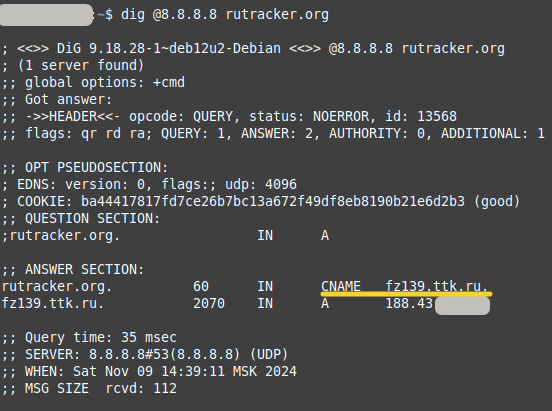 :~$ dig @8.8.8.8 rutracker.org
; <<>> DiG 9.18.28-1~deb12u2-Debian <<>> @8.8.8.8 rutracker.org
; (1 server found)
;; global options: +cmd
;; Got answer:
;; ->>HEADER<<- opcode: QUERY, status: NOERROR, id: 13568
;; flags: qr rd ra; QUERY: 1, ANSWER: 2, AUTHORITY: 0, ADDITIONAL: 1
;; OPT PSEUDOSECTION:
; EDNS: version: 0, flags:; udp: 4096
; COOKIE: ba44417817fd7ce26b7bc13a672f49df8eb8190b21e6d2b3 (good)
;; QUESTION SECTION:
;rutracker.org. IN A
;; ANSWER SECTION:
rutracker.org. 60 IN CNAME fz139.ttk.ru.
fz139.ttk.ru. 2070 IN A 188.43
;; Query time: 35 msec
;; SERVER: 8.8.8.8#53(8.8.8.8) (UDP)
;; WHEN: Sat Nov 09 14:39:11 MSK 2024
;; MSG SIZE rcvd: 112